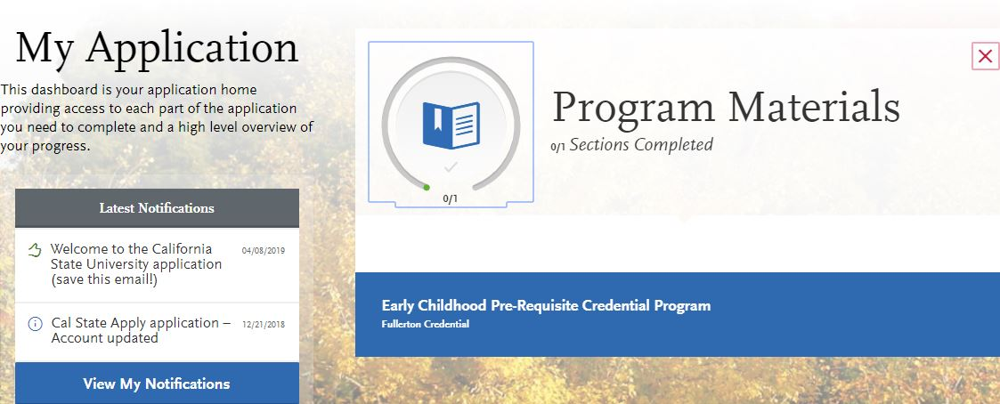 My Application
This dashboard is your application home
providing access to each part of the application
you need to complete and a high level overview of
your progress.
Latest Notifications
Welcome to the California 04/08/2019
State University application
(save this email!)
Cal State Apply application – 12/21/2018
Account updated
View My Notifications
0/1
Program Materials
0/1 Sections Completed
Early Childhood Pre-Requisite Credential Program
Fullerton Credential